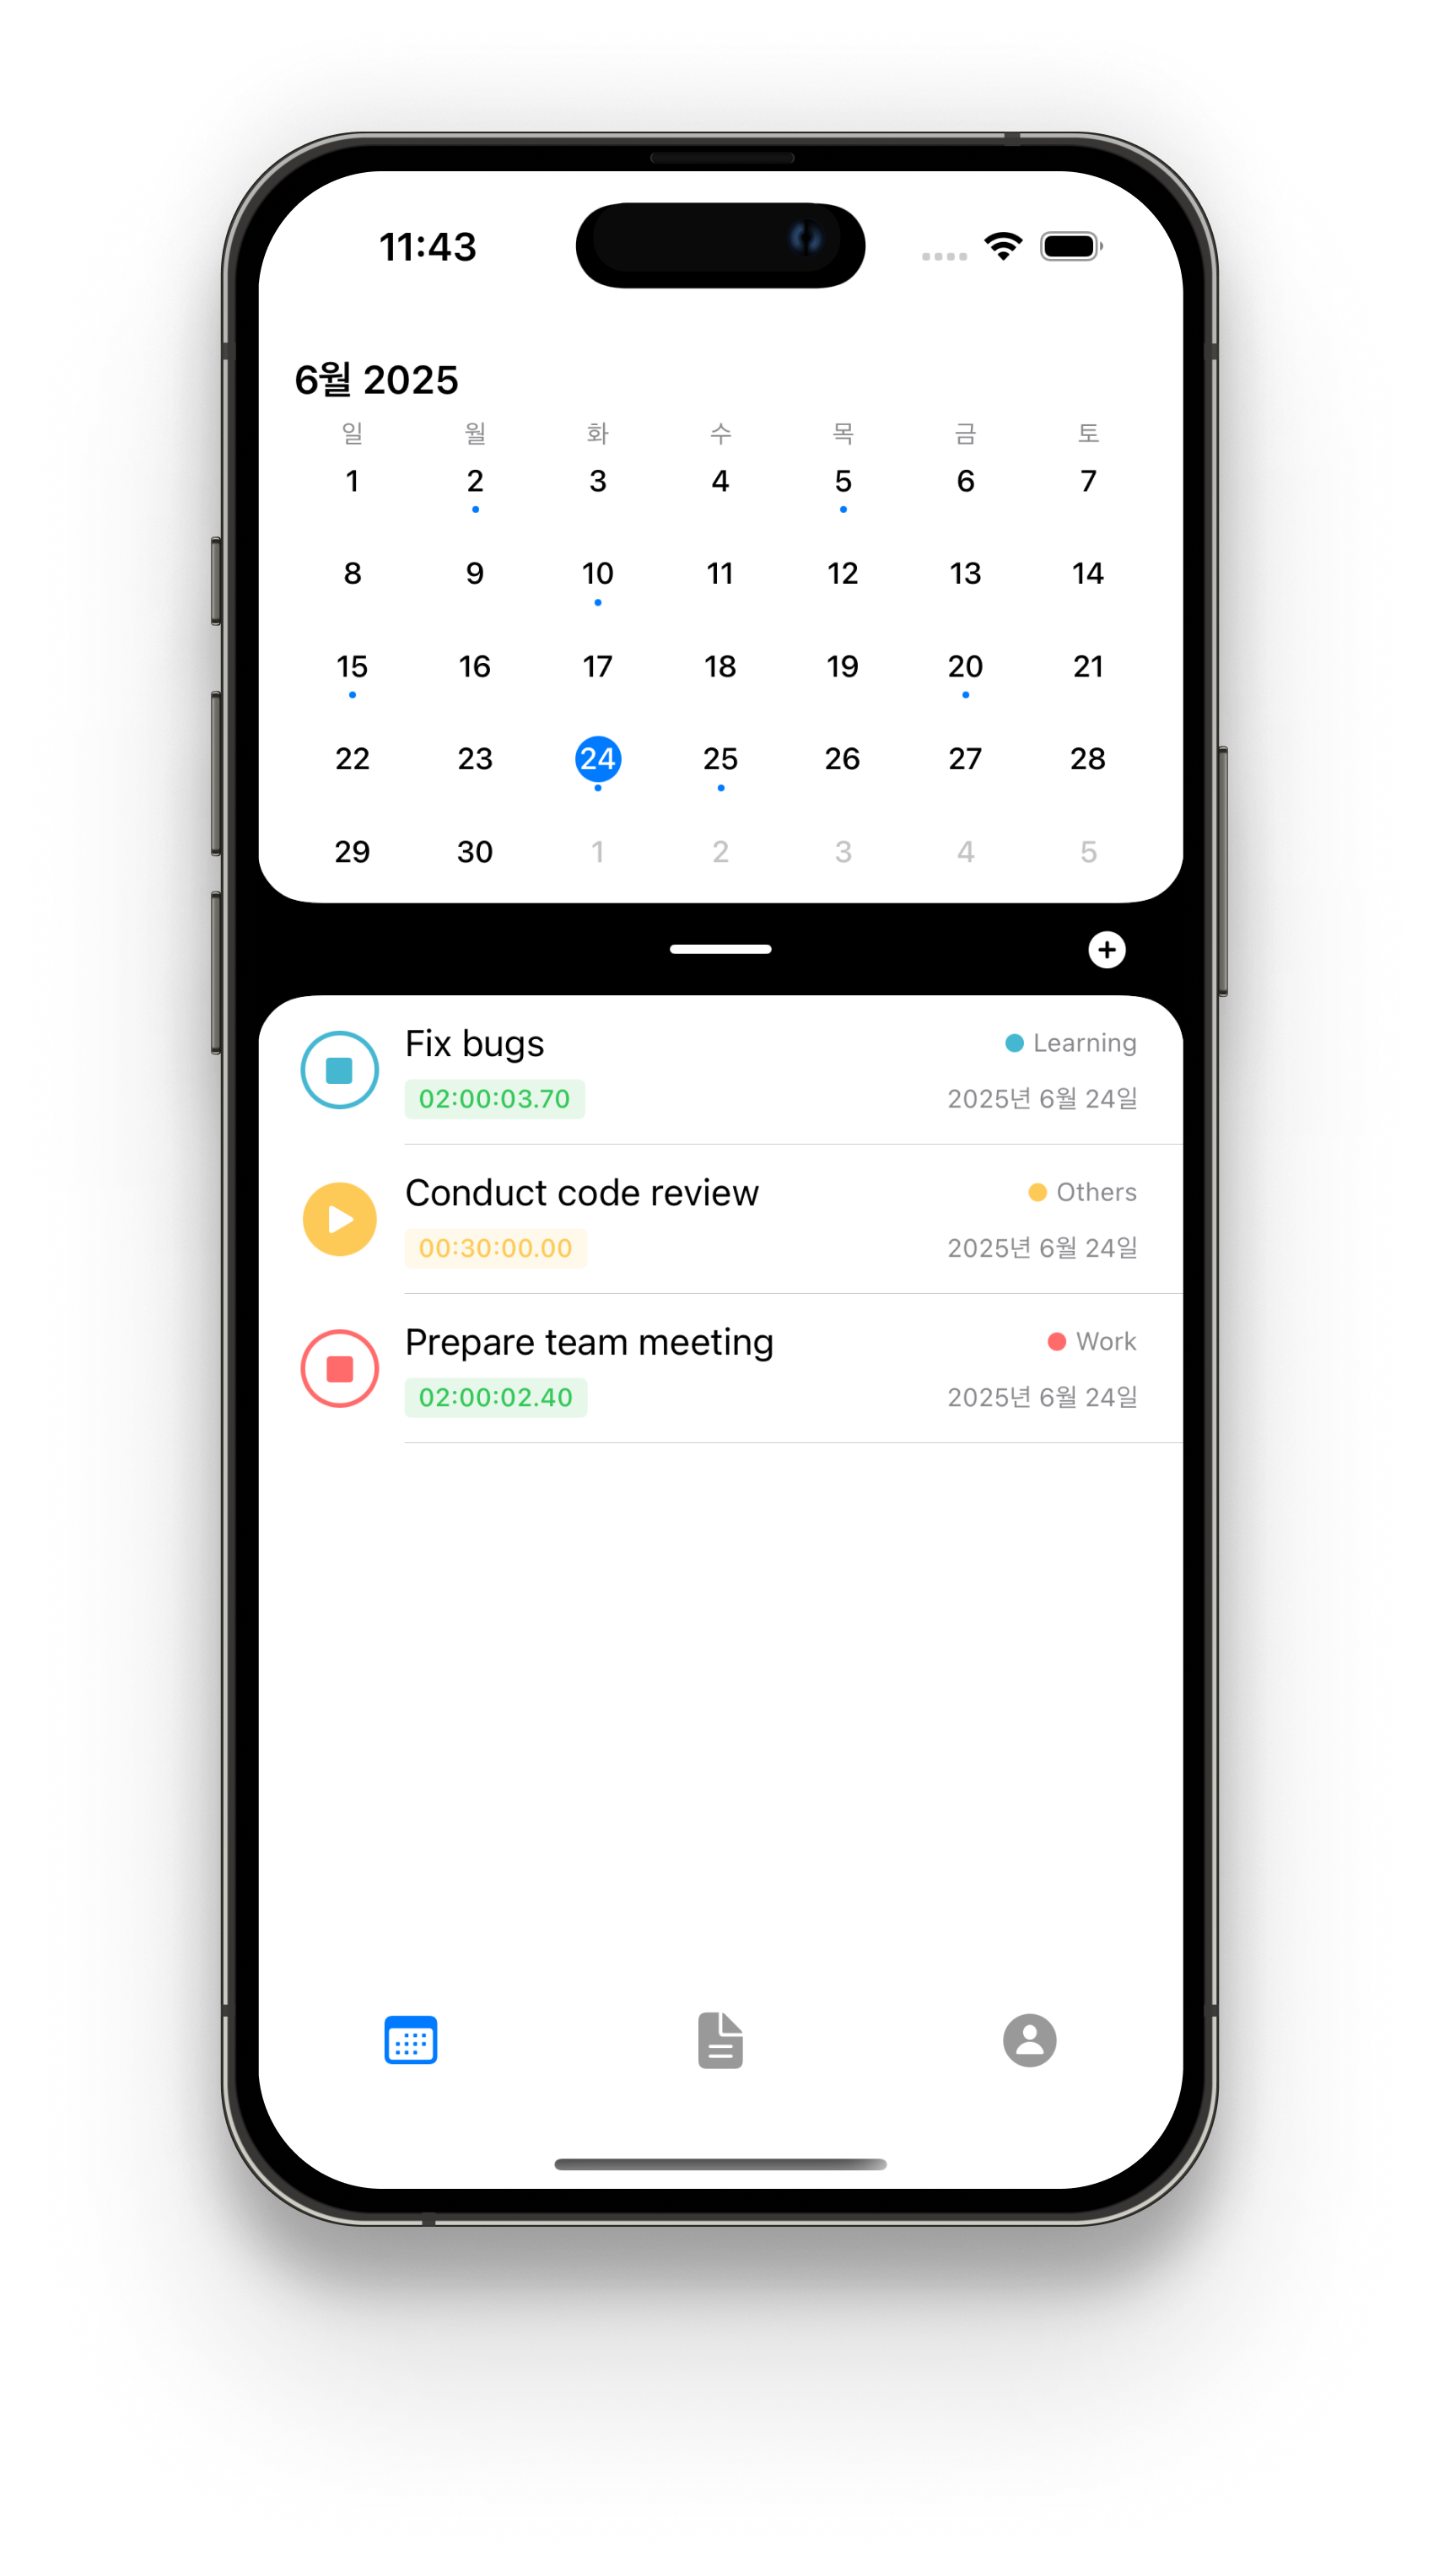 11:43
6월 2025
일 월 화 수 목 금 토
1 2 3 4 5 6 7
8 9 10 11 12 13 14
15 16 17 18 19 20 21
22 23 24 25 26 27 28
29 30 1 2 3 4 5
Fix bugs Learning
02:00:03.70 2025년 6월 24일
Conduct code review Others
00:30:00.00 2025년 6월 24일
Prepare team meeting Work
02:00:02.40 2025년 6월 24일